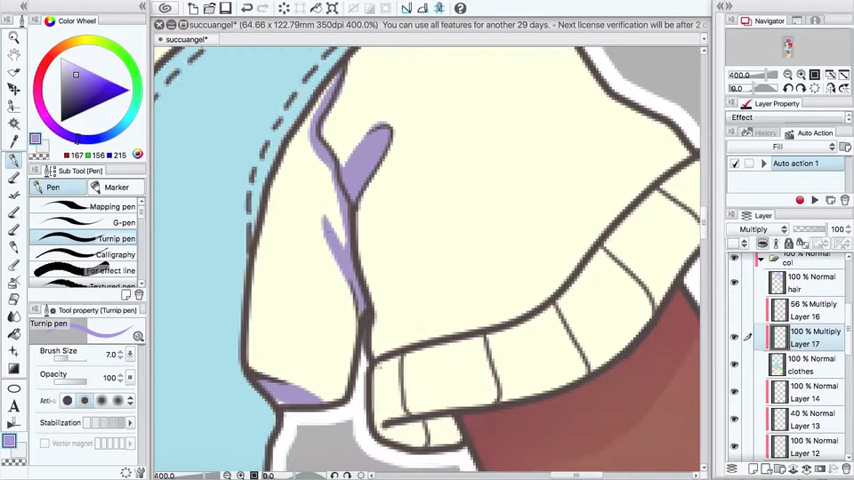 Color Wheel
167 156 215
Sub Tool (Pen)
Pen Marker
Mapping pen
G-pen
Turnip pen
Calligraphy
For effect line
Textured pen
Tool property [Turnip pen]
Turnip pen
Brush Size 7.0
Opacity 100
Anti-
Stabilization
Vector magnet
succuangel* (64.66 x 122.79mm 350dpi 400.0%) You can use all features for another 29 days. - Next license verification will be after 2
succuangel*
400.0 0.0
Navigator
400.0
0.0
Layer Property
Effect
History Auto Action
Fill
Auto action 1
Layer
Multiply 100
100 % Normal
col
100 % Normal
hair
56 % Multiply
Layer 16
100 % Multiply
Layer 17
100 % Normal
clothes
100 % Normal
Layer 14
40 % Normal
Layer 13
100 % Normal
Layer 12